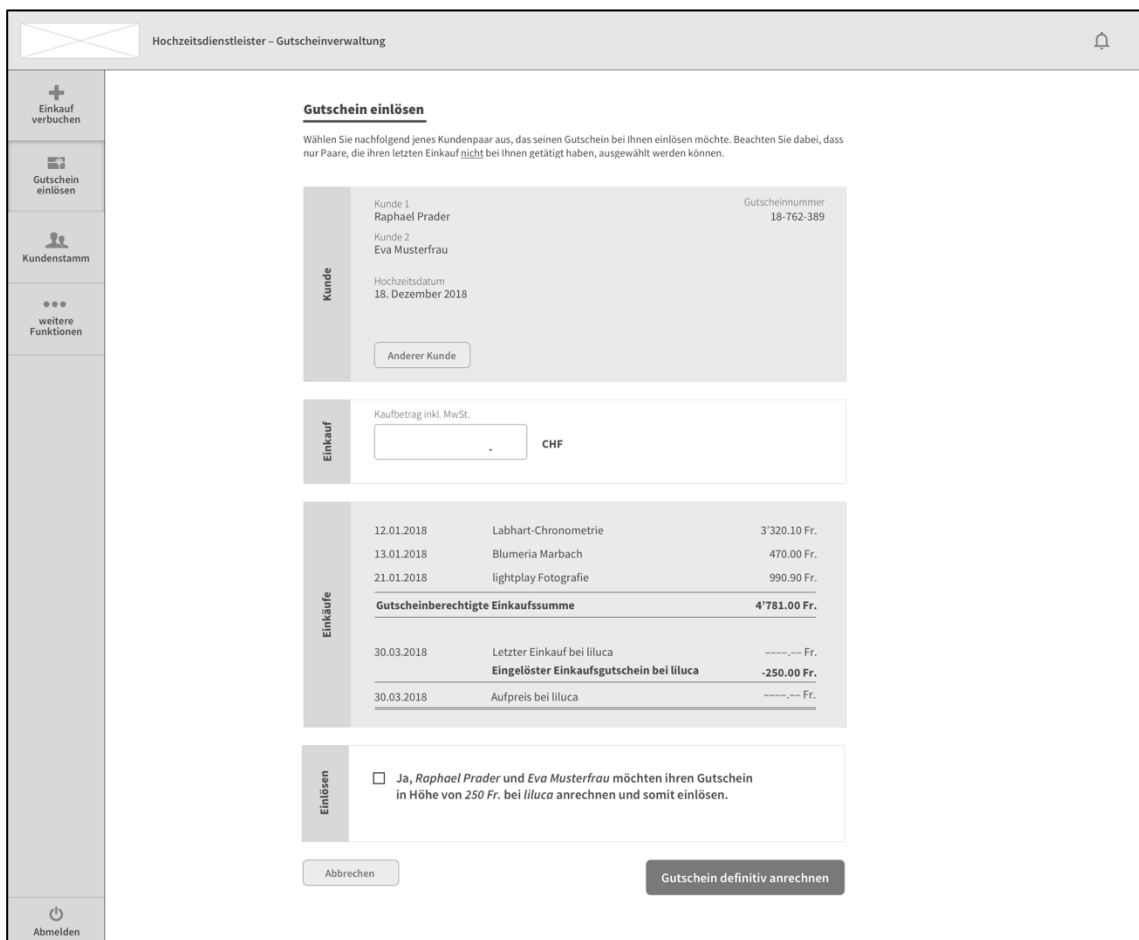 Hochzeitsdienstleister – Gutscheinverwaltung
Einkauf
verbuchen
Gutschein
einlösen
Kundenstamm
weitere
Funktionen
Abmelden
Gutschein einlösen
Wählen Sie nachfolgend jenes Kundenpaar aus, das seinen Gutschein bei Ihnen einlösen möchte. Beachten Sie dabei, dass
nur Paare, die ihren letzten Einkauf nicht bei Ihnen getätigt haben, ausgewählt werden können.
Kunde
Kunde 1
Raphael Prader
Gutscheinnummer
18-762-389
Kunde 2
Eva Musterfrau
Hochzeitsdatum
18. Dezember 2018
Anderer Kunde
Einkauf
Kaufbetrag inkl. MwSt.
. CHF
Einkäufe
12.01.2018 Labhart-Chronometrie 3’320.10 Fr.
13.01.2018 Blumeria Marbach 470.00 Fr.
21.01.2018 lightplay Fotografie 990.90 Fr.
Gutscheinberechtigte Einkaufssumme 4’781.00 Fr.
30.03.2018 Letzter Einkauf bei liluca ––––.–– Fr.
Eingelöster Einkaufsgutschein bei liluca -250.00 Fr.
30.03.2018 Aufpreis bei liluca ––––.–– Fr.
Einlösen
Ja, Raphael Prader und Eva Musterfrau möchten ihren Gutschein
in Höhe von 250 Fr. bei liluca anrechnen und somit einlösen.
Abbrechen
Gutschein definitiv anrechnen